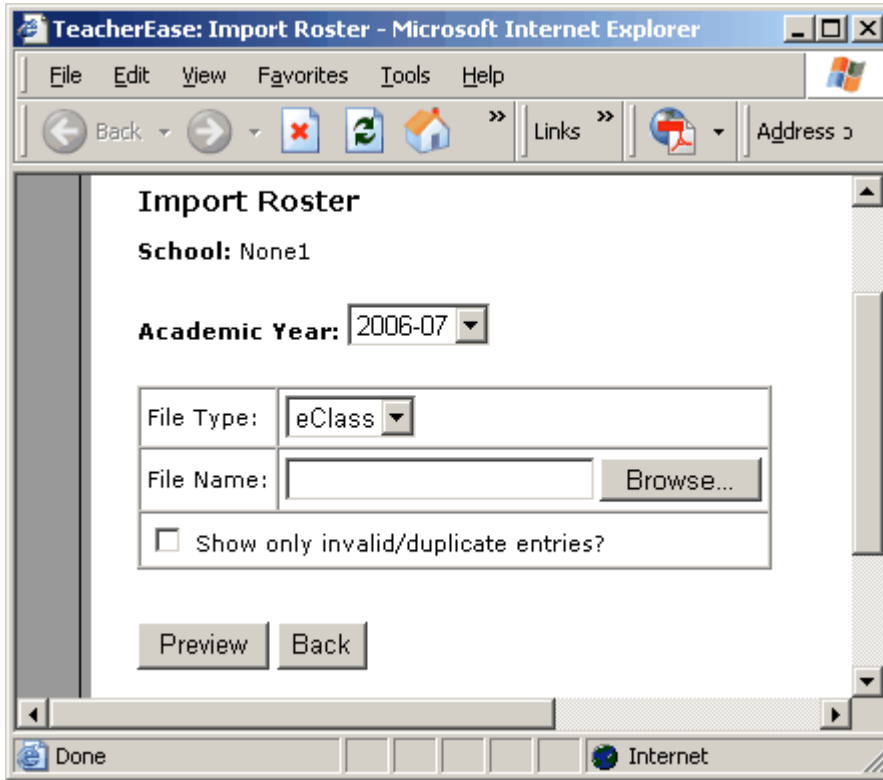 TeacherEase: Import Roster - Microsoft Internet Explorer
File Edit View Favorites Tools Help
Back » Links » Address
Import Roster
School: None1
Academic Year: 2006-07
File Type: eClass
File Name: Browse...
Show only invalid/duplicate entries?
Preview Back
Done Internet